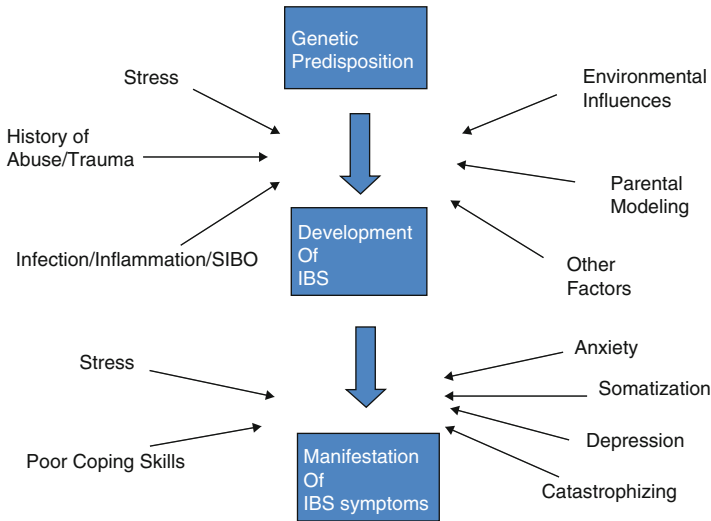 Genetic
Predisposition
Stress
Environmental
Influences
History of
Abuse/Trauma
Parental
Modeling
Infection/Inflammation/SIBO
Development
Of
IBS
Other
Factors
Stress
Anxiety
Somatization
Depression
Poor Coping Skills
Manifestation
Of
IBS symptoms
Catastrophizing